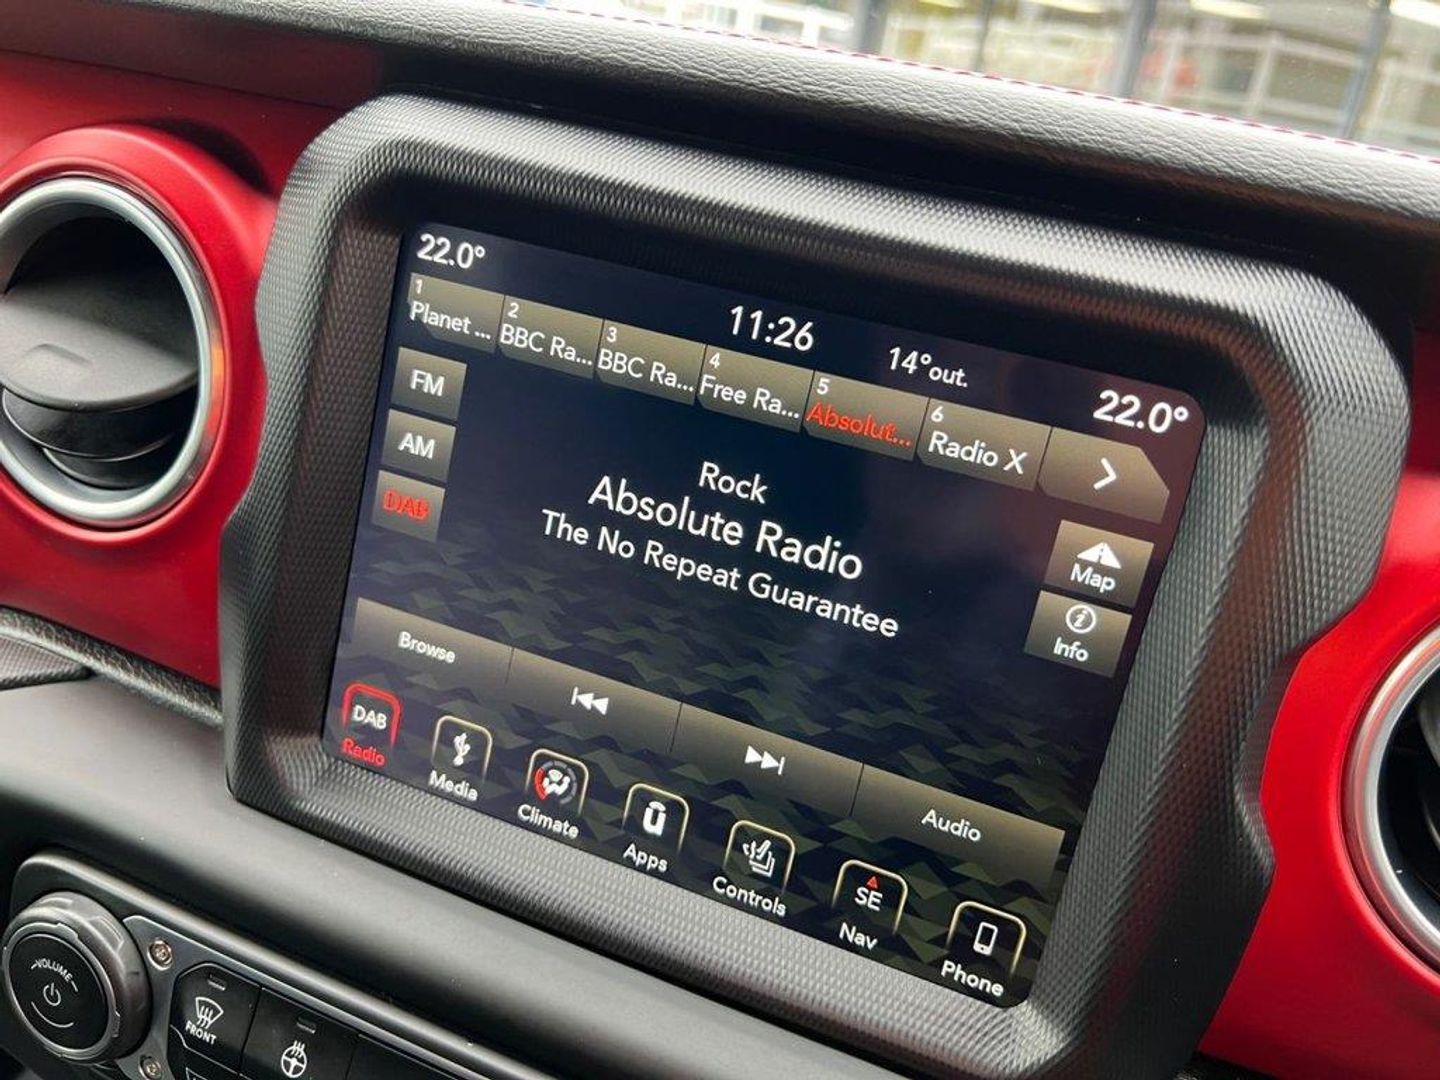 22.0°
11:26
14°out.
22.0°
1
Planet ...
2
BBC Ra...
3
BBC Ra...
4
Free Ra...
5
Absolut...
6
Radio X
FM
AM
DAB
Rock
Absolute Radio
The No Repeat Guarantee
Map
Info
Browse
Audio
DAB
Radio
Media
Climate
Apps
Controls
SE
Nav
Phone
VOLUME
FRONT